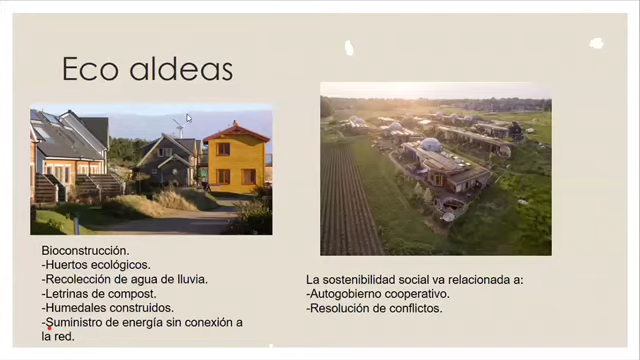 Eco aldeas
Bioconstrucción.
-Huertos ecológicos.
-Recolección de agua de lluvia.
-Letrinas de compost.
-Humedales construidos.
-Suministro de energía sin conexión a
la red.
La sostenibilidad social va relacionada a:
-Autogobierno cooperativo.
-Resolución de conflictos.